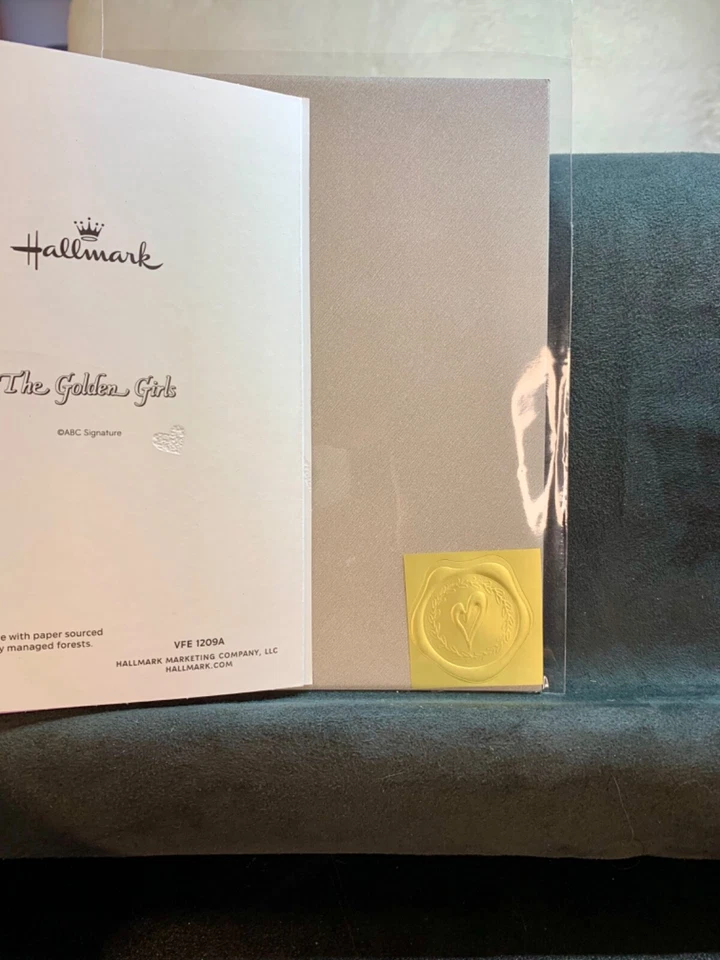 Hallmark
The Golden Girls
©ABC Signature
e with paper sourced
y managed forests.
VFE 1209A
HALLMARK MARKETING COMPANY, LLC
HALLMARK.COM